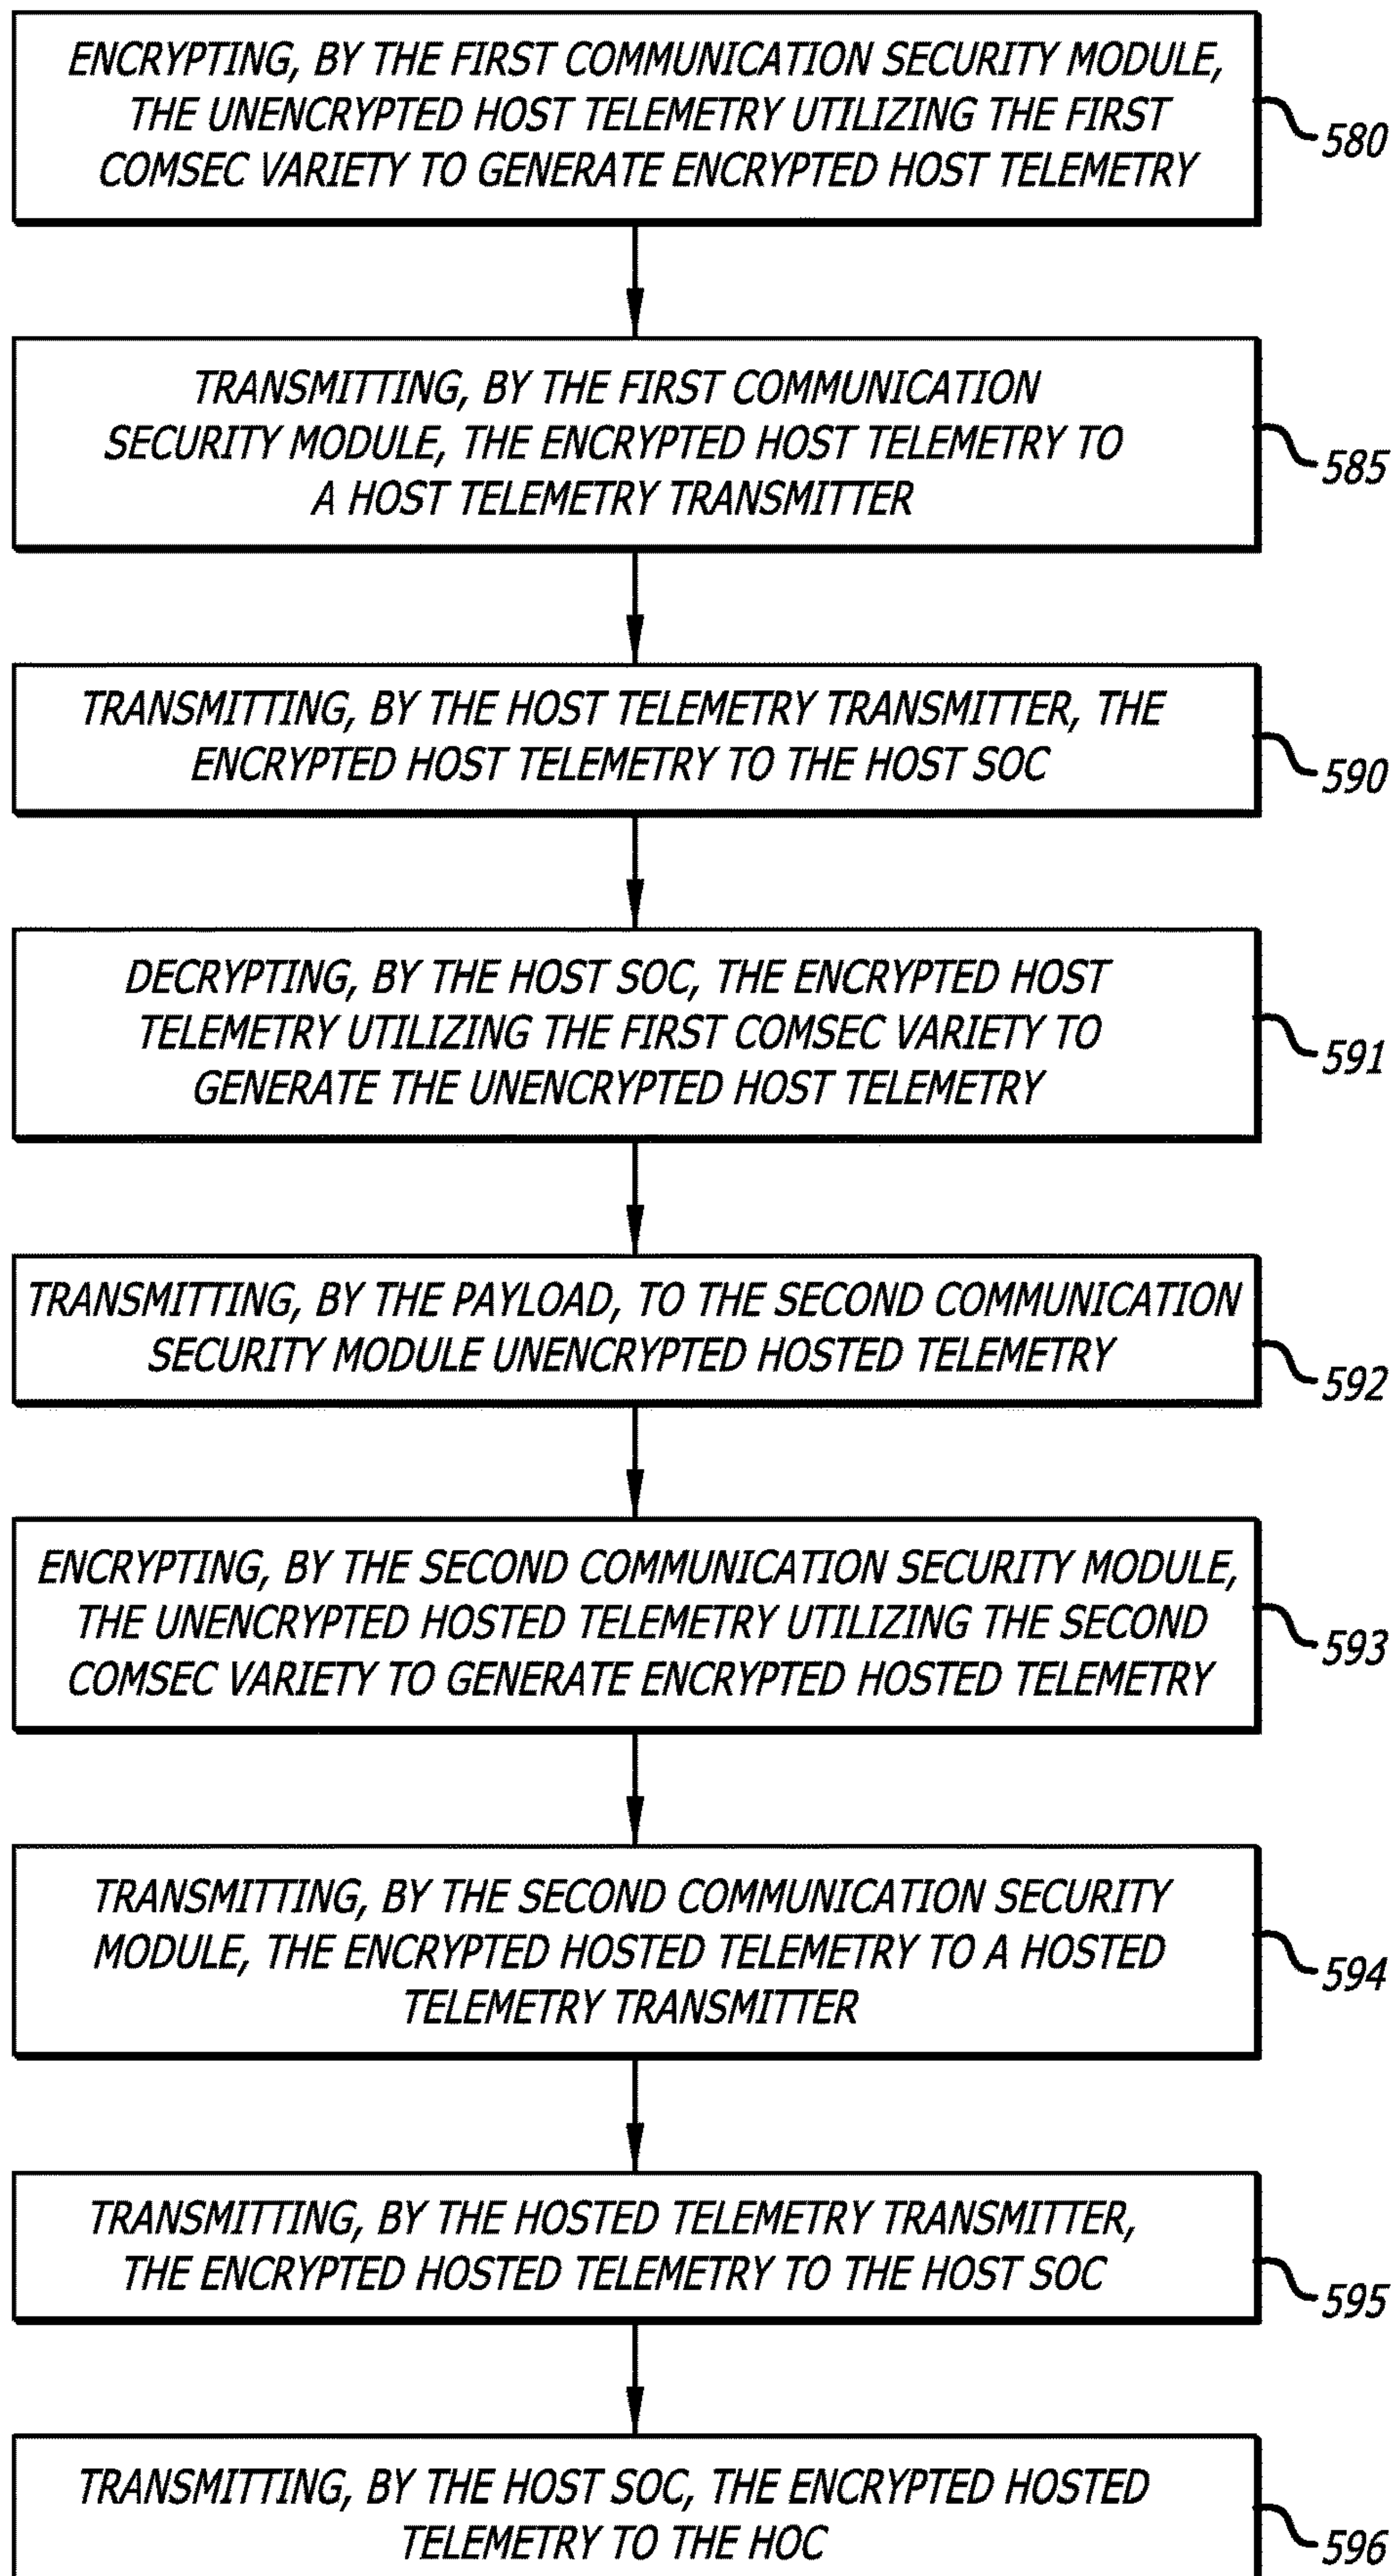 ENCRYPTING, BY THE FIRST COMMUNICATION SECURITY MODULE,
THE UNENCRYPTED HOST TELEMETRY UTILIZING THE FIRST
COMSEC VARIETY TO GENERATE ENCRYPTED HOST TELEMETRY
580
TRANSMITTING, BY THE FIRST COMMUNICATION
SECURITY MODULE, THE ENCRYPTED HOST TELEMETRY TO
A HOST TELEMETRY TRANSMITTER
585
TRANSMITTING, BY THE HOST TELEMETRY TRANSMITTER, THE
ENCRYPTED HOST TELEMETRY TO THE HOST SOC
590
DECRYPTING, BY THE HOST SOC, THE ENCRYPTED HOST
TELEMETRY UTILIZING THE FIRST COMSEC VARIETY TO
GENERATE THE UNENCRYPTED HOST TELEMETRY
591
TRANSMITTING, BY THE PAYLOAD, TO THE SECOND COMMUNICATION
SECURITY MODULE UNENCRYPTED HOSTED TELEMETRY
592
ENCRYPTING, BY THE SECOND COMMUNICATION SECURITY MODULE,
THE UNENCRYPTED HOSTED TELEMETRY UTILIZING THE SECOND
COMSEC VARIETY TO GENERATE ENCRYPTED HOSTED TELEMETRY
593
TRANSMITTING, BY THE SECOND COMMUNICATION SECURITY
MODULE, THE ENCRYPTED HOSTED TELEMETRY TO A HOSTED
TELEMETRY TRANSMITTER
594
TRANSMITTING, BY THE HOSTED TELEMETRY TRANSMITTER,
THE ENCRYPTED HOSTED TELEMETRY TO THE HOST SOC
595
TRANSMITTING, BY THE HOST SOC, THE ENCRYPTED HOSTED
TELEMETRY TO THE HOC
596